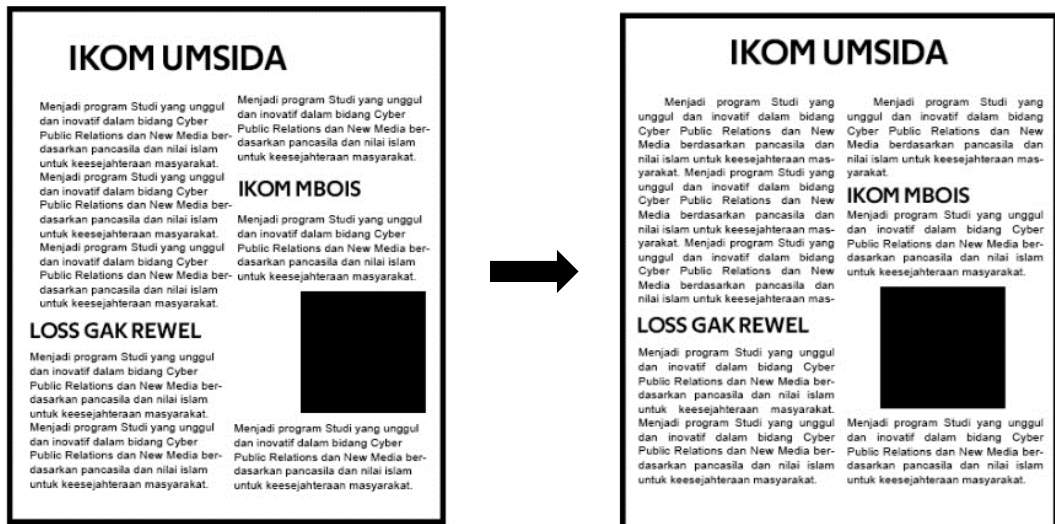 IKOM UMSIDA
Menjadi program Studi yang unggul
dan inovatif dalam bidang Cyber
Public Relations dan New Media ber-
dasarkan pancasila dan nilai islam
untuk keesejahteraan masyarakat.
Menjadi program Studi yang unggul
dan inovatif dalam bidang Cyber
Public Relations dan New Media ber-
dasarkan pancasila dan nilai islam
untuk keesejahteraan masyarakat.
Menjadi program Studi yang unggul
dan inovatif dalam bidang Cyber
Public Relations dan New Media ber-
dasarkan pancasila dan nilai islam
untuk keesejahteraan masyarakat.
LOSS GAK REWEL
Menjadi program Studi yang unggul
dan inovatif dalam bidang Cyber
Public Relations dan New Media ber-
dasarkan pancasila dan nilai islam
untuk keesejahteraan masyarakat.
Menjadi program Studi yang unggul
dan inovatif dalam bidang Cyber
Public Relations dan New Media ber-
dasarkan pancasila dan nilai islam
untuk keesejahteraan masyarakat.
Menjadi program Studi yang unggul
dan inovatif dalam bidang Cyber
Public Relations dan New Media ber-
dasarkan pancasila dan nilai islam
untuk keesejahteraan masyarakat.
IKOM MBOIS
Menjadi program Studi yang unggul
dan inovatif dalam bidang Cyber
Public Relations dan New Media ber-
dasarkan pancasila dan nilai islam
untuk keesejahteraan masyarakat.
Menjadi program Studi yang unggul
dan inovatif dalam bidang Cyber
Public Relations dan New Media ber-
dasarkan pancasila dan nilai islam
untuk keesejahteraan masyarakat.
IKOM UMSIDA
Menjadi program Studi yang
unggul dan inovatif dalam bidang
Cyber Public Relations dan New
Media berdasarkan pancasila dan
nilai islam untuk keesejahteraan mas-
yarakat. Menjadi program Studi yang
unggul dan inovatif dalam bidang
Cyber Public Relations dan New
Media berdasarkan pancasila dan
nilai islam untuk keesejahteraan mas-
yarakat. Menjadi program Studi yang
unggul dan inovatif dalam bidang
Cyber Public Relations dan New
Media berdasarkan pancasila dan
nilai islam untuk keesejahteraan mas-
LOSS GAK REWEL
Menjadi program Studi yang unggul
dan inovatif dalam bidang Cyber
Public Relations dan New Media ber-
dasarkan pancasila dan nilai islam
untuk keesejahteraan masyarakat.
Menjadi program Studi yang unggul
dan inovatif dalam bidang Cyber
Public Relations dan New Media ber-
dasarkan pancasila dan nilai islam
untuk keesejahteraan masyarakat.
Menjadi program Studi yang
unggul dan inovatif dalam bidang
Cyber Public Relations dan New
Media berdasarkan pancasila dan
nilai islam untuk keesejahteraan mas-
yarakat.
IKOM MBOIS
Menjadi program Studi yang unggul
dan inovatif dalam bidang Cyber
Public Relations dan New Media ber-
dasarkan pancasila dan nilai islam
untuk keesejahteraan masyarakat.
Menjadi program Studi yang unggul
dan inovatif dalam bidang Cyber
Public Relations dan New Media ber-
dasarkan pancasila dan nilai islam
untuk keesejahteraan masyarakat.